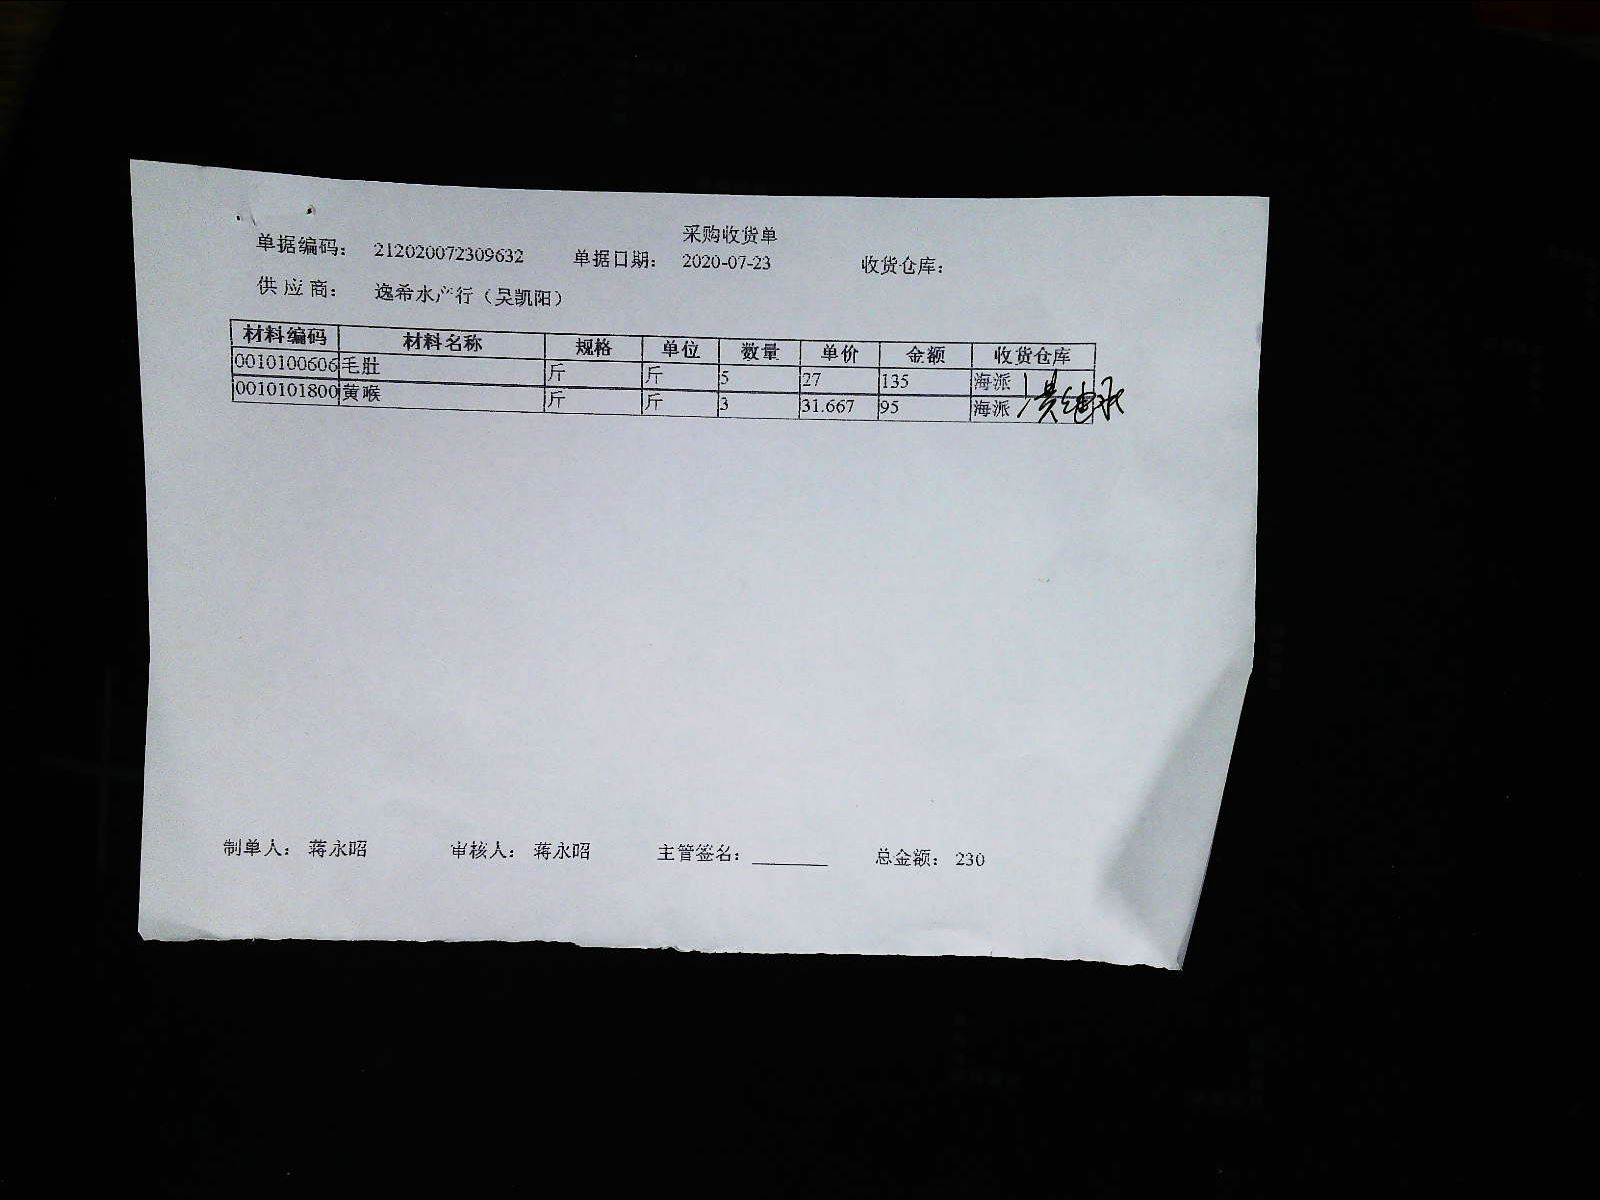 采购收货单
单据编码： 212020072309632 单据日期： 2020-07-23 收货仓库：
供应商： 逸希水产行（吴凯阳）
材料编码 材料名称 规格 单位 数量 单价 金额 收货仓库
0010100606 毛肚 斤 斤 5 27 135 海派
0010101800 黄喉 斤 斤 3 31.667 95 海派
制单人： 蒋永昭 审核人： 蒋永昭 主管签名： 总金额： 230